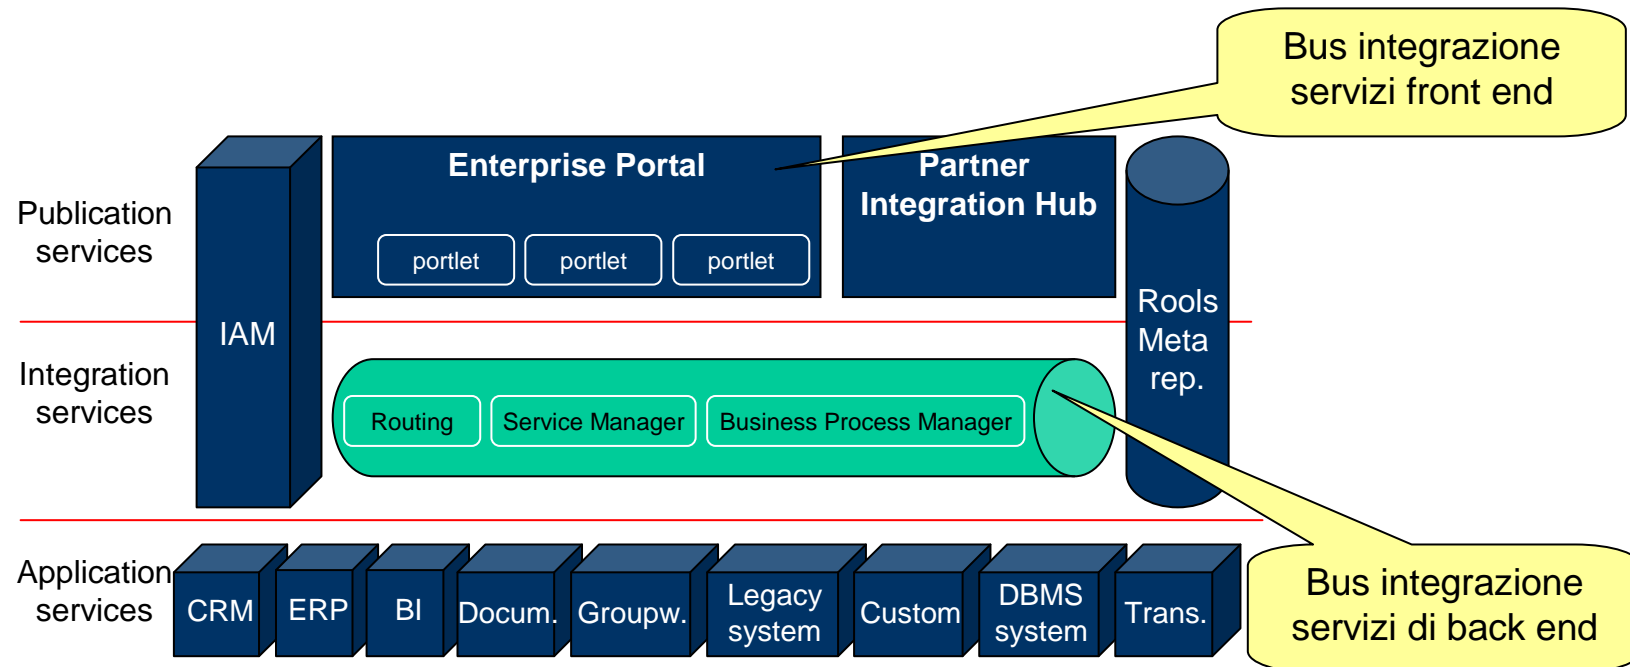 Bus integrazione
servizi front end
Enterprise Portal
Partner
Integration Hub
Publication
services
portlet
portlet
portlet
IAM
Rools
Meta
rep.
Integration
services
Routing
Service Manager
Business Process Manager
Application
services
CRM
ERP
BI
Docum.
Groupw.
Legacy
system
Custom
DBMS
system
Trans.
Bus integrazione
servizi di back end